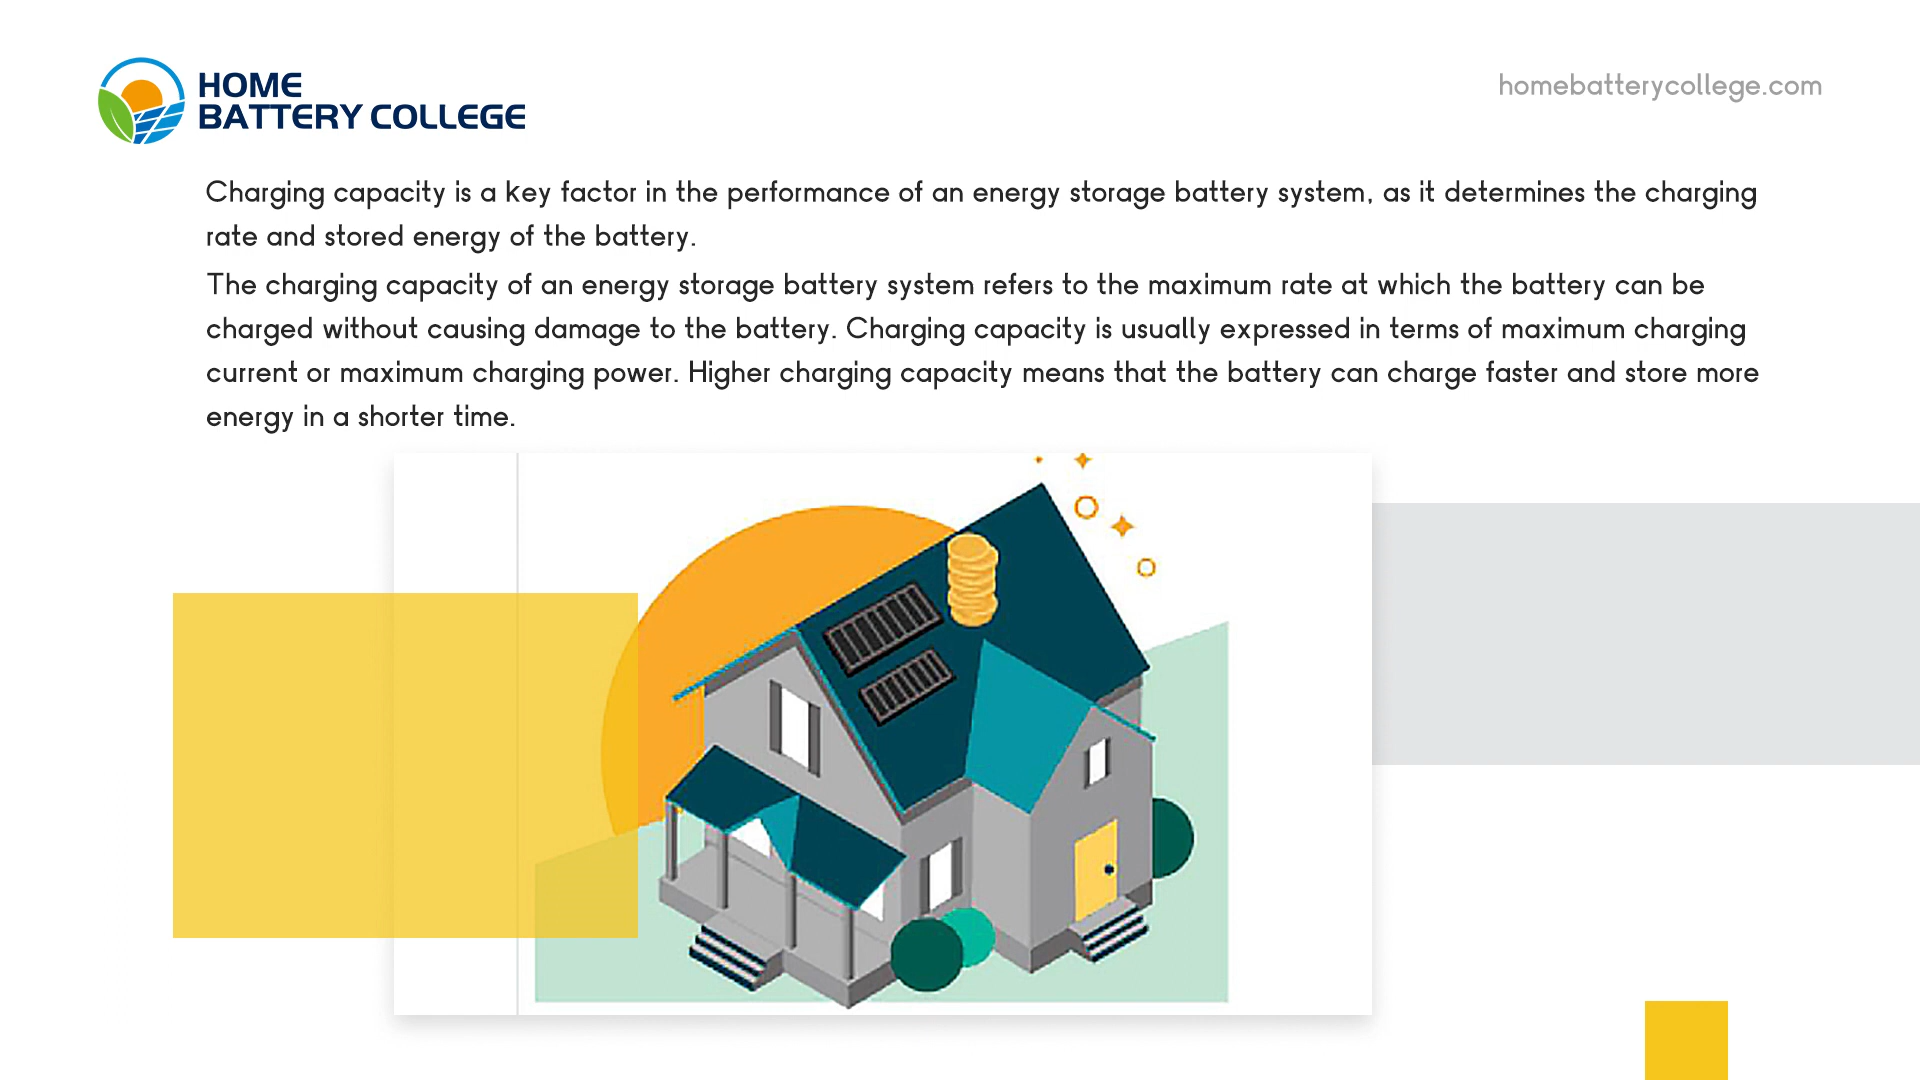 HOME
BATTERY COLLEGE
homebatterycollege.com
Charging capacity is a key factor in the performance of an energy storage battery system, as it determines the charging
rate and stored energy of the battery.
The charging capacity of an energy storage battery system refers to the maximum rate at which the battery can be
charged without causing damage to the battery. Charging capacity is usually expressed in terms of maximum charging
current or maximum charging power. Higher charging capacity means that the battery can charge faster and store more
energy in a shorter time.